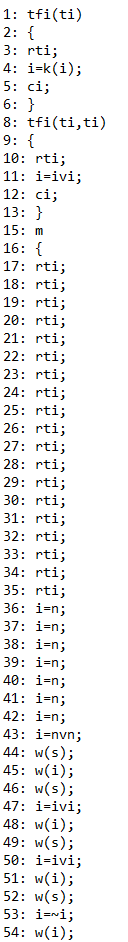 1: tfi(ti)
2: {
3: rti;
4: i=k(i);
5: ci;
6: }
8: tfi(ti,ti)
9: {
10: rti;
11: i=ivi;
12: ci;
13: }
15: m
16: {
17: rti;
18: rti;
19: rti;
20: rti;
21: rti;
22: rti;
23: rti;
24: rti;
25: rti;
26: rti;
27: rti;
28: rti;
29: rti;
30: rti;
31: rti;
32: rti;
33: rti;
34: rti;
35: rti;
36: i=n;
37: i=n;
38: i=n;
39: i=n;
40: i=n;
41: i=n;
42: i=n;
43: i=nvn;
44: w(s);
45: w(i);
46: w(s);
47: i=ivi;
48: w(i);
49: w(s);
50: i=ivi;
51: w(i);
52: w(s);
53: i=~i;
54: w(i);